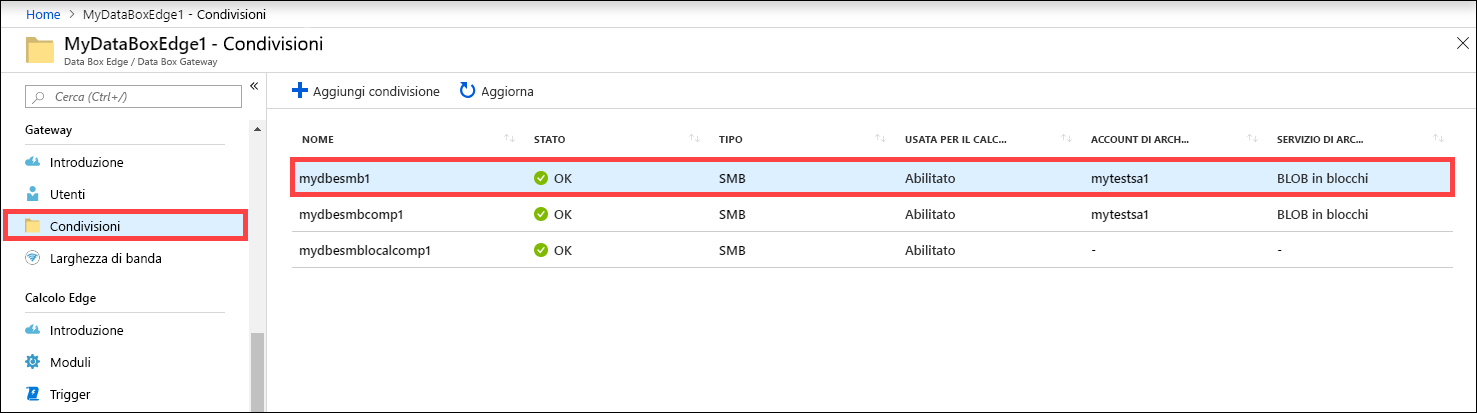 Home > MyDataBoxEdge1 - Condivisioni
MyDataBoxEdge1 - Condivisioni
Data Box Edge / Data Box Gateway
Cerca (Ctrl+/)
«
Gateway
Introduzione
Utenti
Condivisioni
Larghezza di banda
Calcolo Edge
Introduzione
Moduli
Trigger
Aggiungi condivisione Aggiorna
NOME STATO TIPO USATA PER IL CALC... ACCOUNT DI ARCH... SERVIZIO DI ARC...
mydbesmb1 OK SMB Abilitato mytestsa1 BLOB in blocchi
mydbesmbcomp1 OK SMB Abilitato mytestsa1 BLOB in blocchi
mydbesmblocalcomp1 OK SMB Abilitato - -